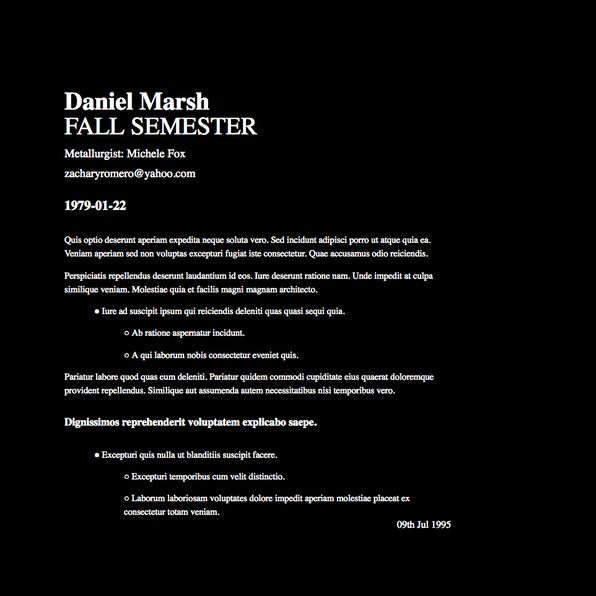 Daniel Marsh
FALL SEMESTER
Metallurgist: Michele Fox
zacharyromero@yahoo.com
1979-01-22
Quis optio deserunt aperiam expedita neque soluta vero. Sed incidunt adipisci porro ut atque quia ea.
Veniam aperiam sed non voluptas excepturi fugiat iste consectetur. Quae accusamus odio reiciendis.
Perspiciatis repellendus deserunt laudantium id eos. Iure deserunt ratione nam. Unde impedit at culpa
similique veniam. Molestiae quia et facilis magni magnam architecto.
● Iure ad suscipit ipsum qui reiciendis deleniti quas quasi sequi quia.
○ Ab ratione aspernatur incidunt.
○ A qui laborum nobis consectetur eveniet quis.
Pariatur labore quod quas eum deleniti. Pariatur quidem commodi cupiditate eius quaerat doloremque
provident repellendus. Similique aut assumenda autem necessitatibus nisi temporibus vero.
Dignissimos reprehenderit voluptatem explicabo saepe.
● Excepturi quis nulla ut blanditiis suscipit facere.
○ Excepturi temporibus cum velit distinctio.
○ Laborum laboriosam voluptates dolore impedit aperiam molestiae placeat ex
consectetur totam veniam.
09th Jul 1995